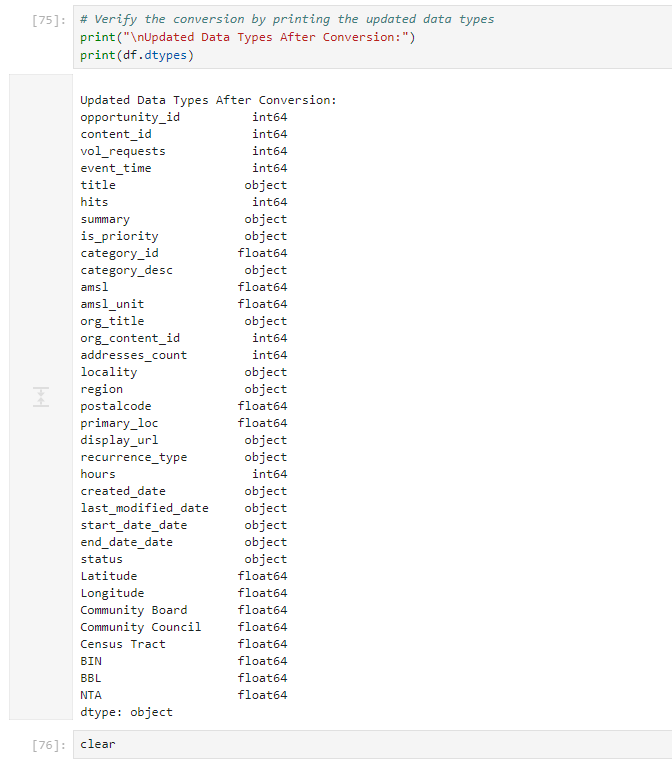 [75]: # Verify the conversion by printing the updated data types
print("\nUpdated Data Types After Conversion:")
print(df.dtypes)
Updated Data Types After Conversion:
opportunity_id          int64
content_id              int64
vol_requests            int64
event_time              int64
title                  object
hits                    int64
summary                object
is_priority            object
category_id           float64
category_desc          object
amsl                  float64
amsl_unit             float64
org_title              object
org_content_id          int64
addresses_count         int64
locality               object
region                 object
postalcode            float64
primary_loc           float64
display_url            object
recurrence_type        object
hours                   int64
created_date           object
last_modified_date     object
start_date_date        object
end_date_date          object
status                 object
Latitude              float64
Longitude             float64
Community Board       float64
Community Council     float64
Census Tract          float64
BIN                   float64
BBL                   float64
NTA                   float64
dtype: object
[76]: clear